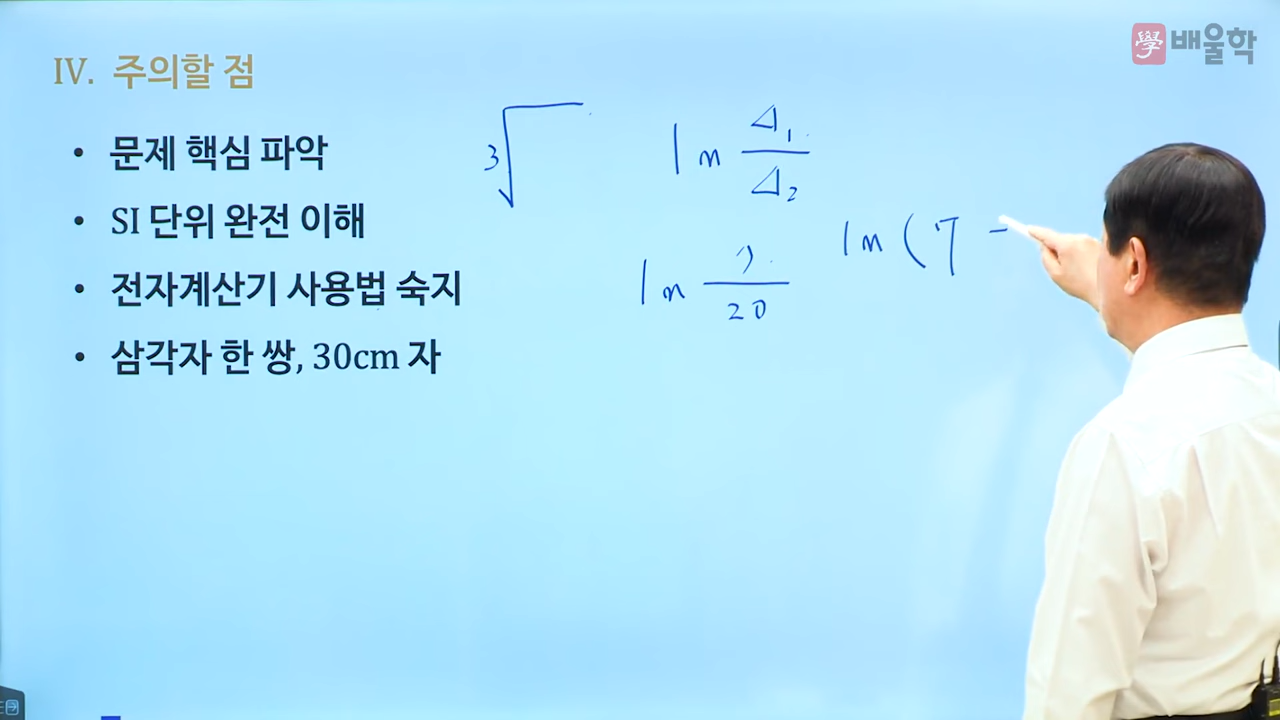 IV. 주의할 점
學 배울학
• 문제 핵심 파악
• SI 단위 완전 이해
• 전자계산기 사용법 숙지
• 삼각자 한 쌍, 30cm 자
3√
ln Δ₁/Δ₂
ln 7/20
ln (7 -